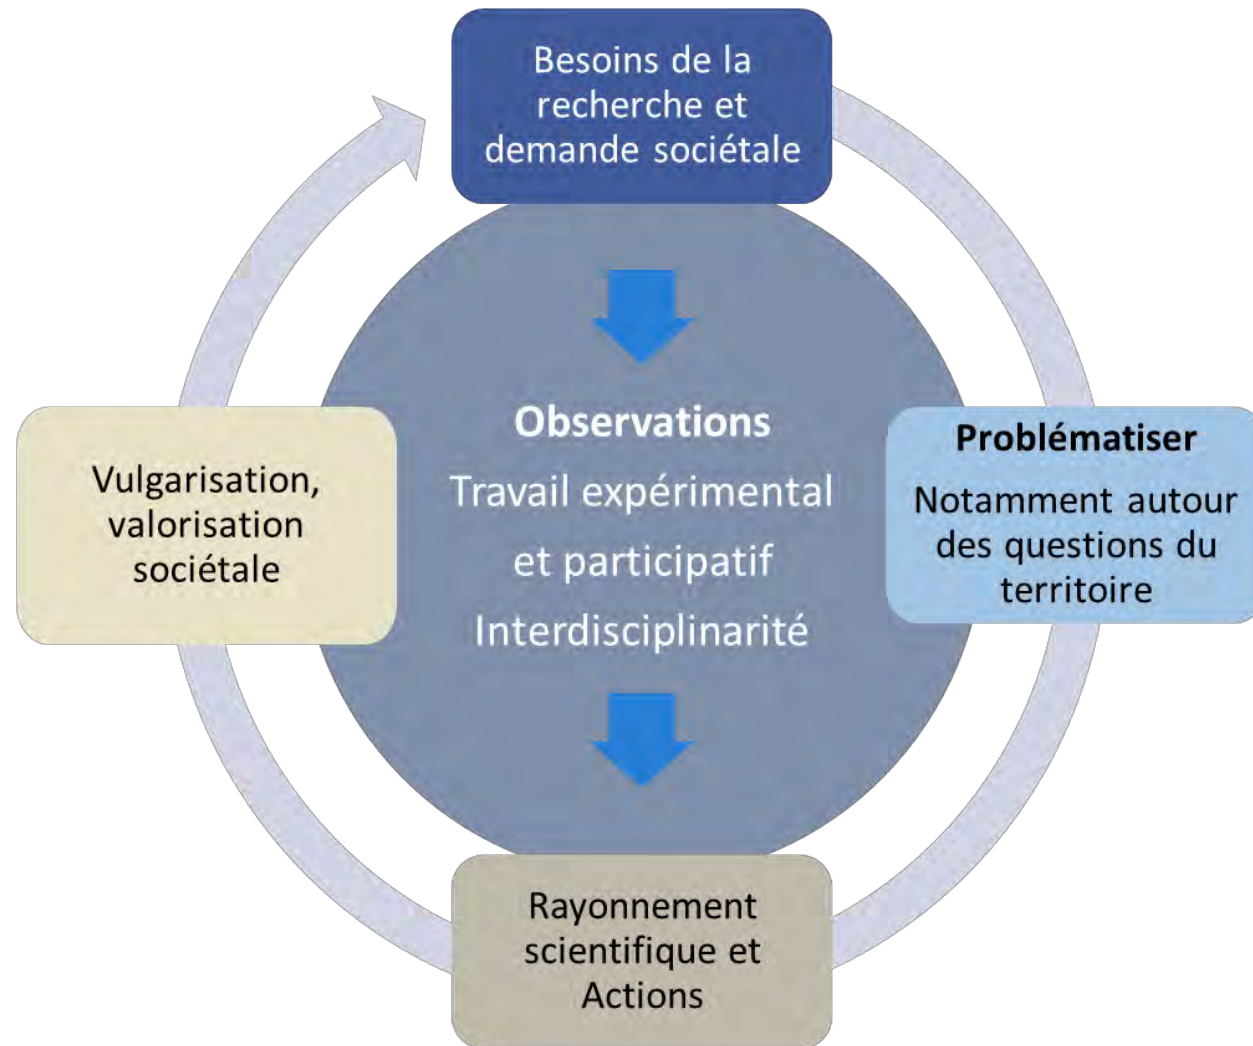 Besoins de la
recherche et
demande sociétale
Observations
Travail expérimental
et participatif
Interdisciplinarité
Problématiser
Notamment autour
des questions du
territoire
Vulgarisation,
valorisation
sociétale
Rayonnement
scientifique et
Actions